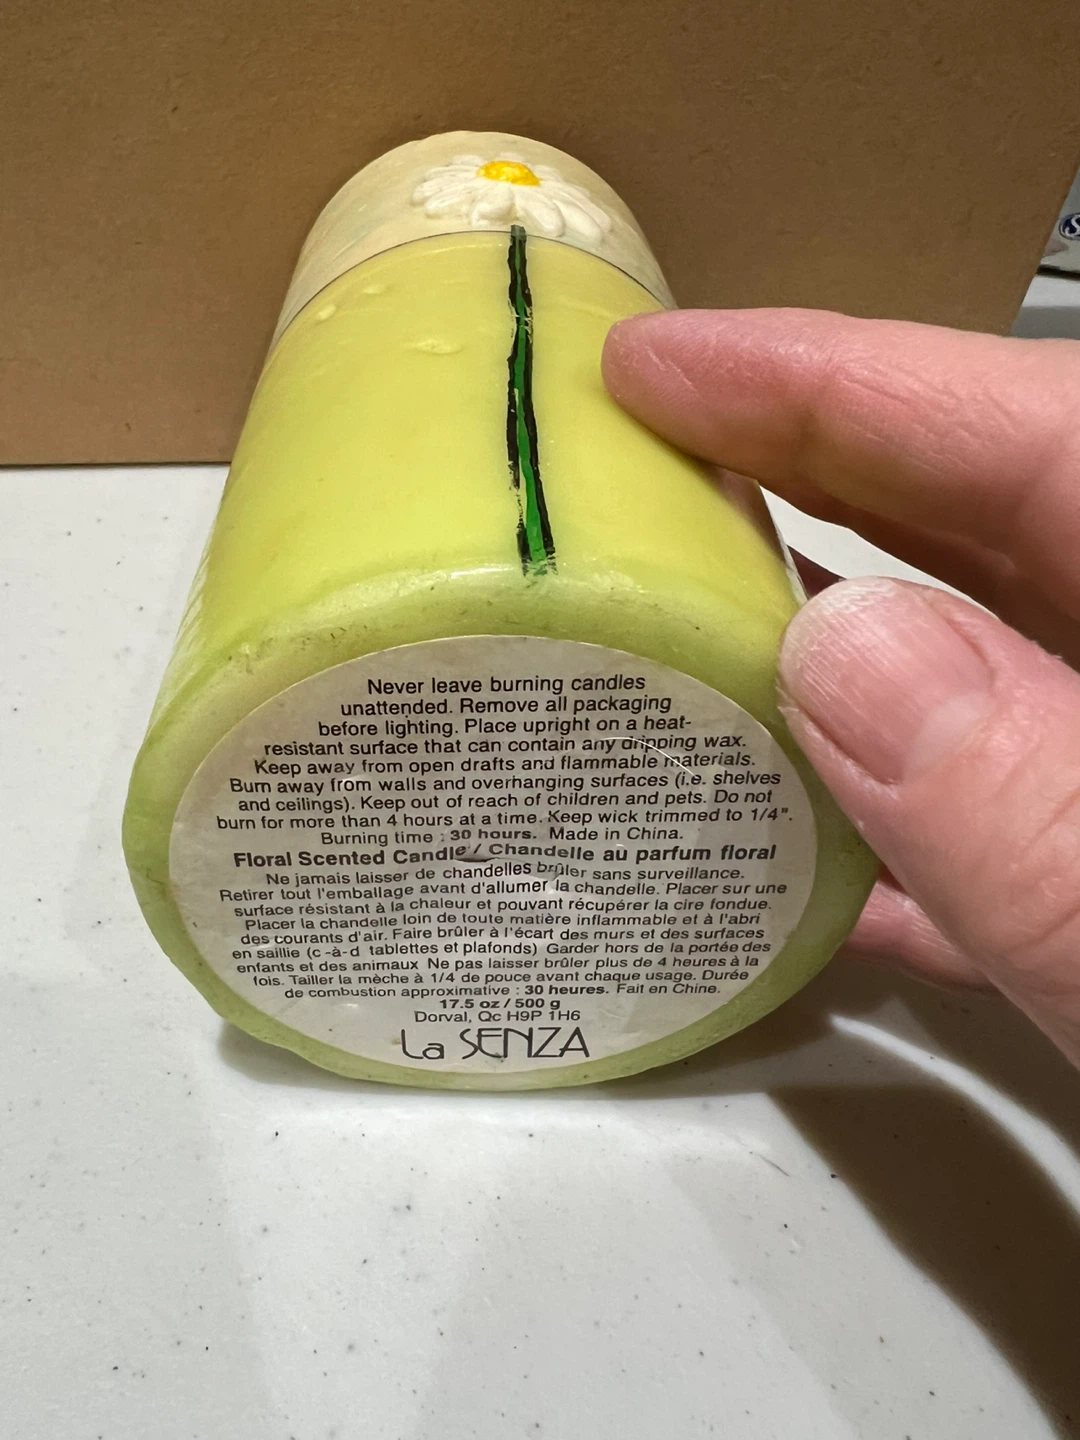 Never leave burning candles
unattended. Remove all packaging
before lighting. Place upright on a heat-
resistant surface that can contain any dripping wax.
Keep away from open drafts and flammable materials.
Burn away from walls and overhanging surfaces (i.e. shelves
and ceilings). Keep out of reach of children and pets. Do not
burn for more than 4 hours at a time. Keep wick trimmed to 1/4".
Burning time : 30 hours. Made in China.
Floral Scented Candle / Chandelle au parfum floral
Ne jamais laisser de chandelles brûler sans surveillance.
Retirer tout l'emballage avant d'allumer la chandelle. Placer sur une
surface résistant à la chaleur et pouvant récupérer la cire fondue.
Placer la chandelle loin de toute matière inflammable et à l'abri
des courants d'air. Faire brûler à l'écart des murs et des surfaces
en saillie (c -à-d tablettes et plafonds) Garder hors de la portée des
enfants et des animaux Ne pas laisser brûler plus de 4 heures à la
fois. Tailler la mèche à 1/4 de pouce avant chaque usage. Durée
de combustion approximative : 30 heures. Fait en Chine.
17.5 oz / 500 g
Dorval, Qc H9P 1H6
La SENZA